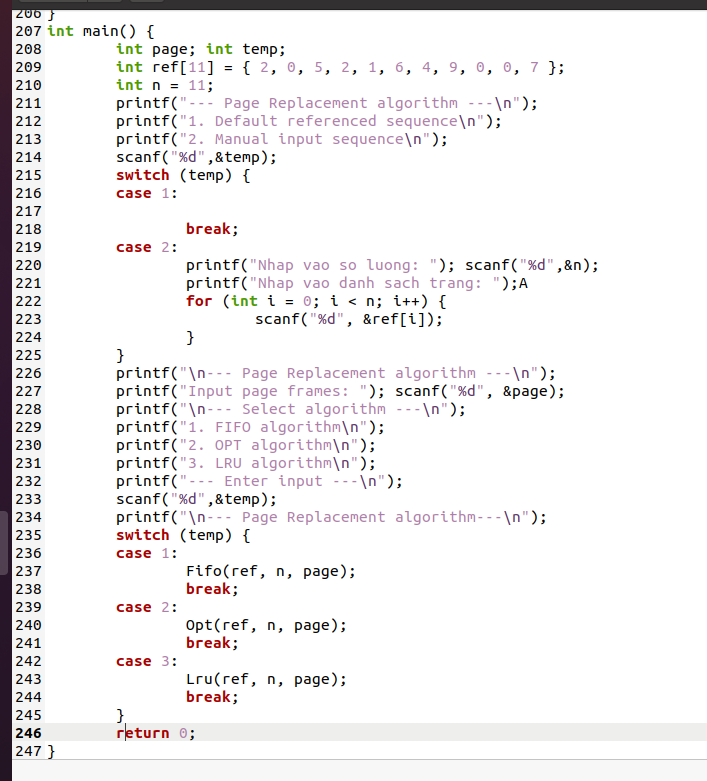 206 }
207 int main() {
208         int page; int temp;
209         int ref[11] = { 2, 0, 5, 2, 1, 6, 4, 9, 0, 0, 7 };
210         int n = 11;
211         printf("--- Page Replacement algorithm ---\n");
212         printf("1. Default referenced sequence\n");
213         printf("2. Manual input sequence\n");
214         scanf("%d",&temp);
215         switch (temp) {
216         case 1:
217
218                 break;
219         case 2:
220                 printf("Nhap vao so luong: "); scanf("%d",&n);
221                 printf("Nhap vao danh sach trang: ");A
222                 for (int i = 0; i < n; i++) {
223                         scanf("%d", &ref[i]);
224                 }
225         }
226         printf("\n--- Page Replacement algorithm ---\n");
227         printf("Input page frames: "); scanf("%d", &page);
228         printf("\n--- Select algorithm ---\n");
229         printf("1. FIFO algorithm\n");
230         printf("2. OPT algorithm\n");
231         printf("3. LRU algorithm\n");
232         printf("--- Enter input ---\n");
233         scanf("%d",&temp);
234         printf("\n--- Page Replacement algorithm---\n");
235         switch (temp) {
236         case 1:
237                 Fifo(ref, n, page);
238                 break;
239         case 2:
240                 Opt(ref, n, page);
241                 break;
242         case 3:
243                 Lru(ref, n, page);
244                 break;
245         }
246         return 0;
247 }